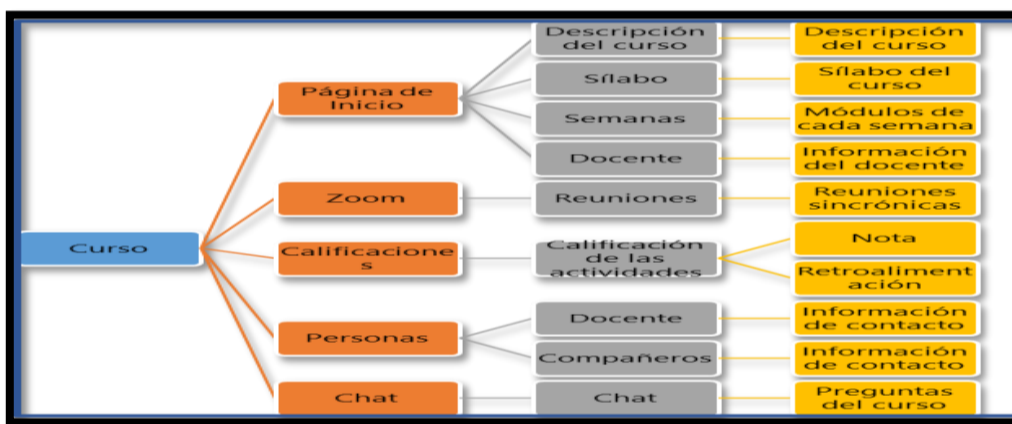 Curso
Página de
Inicio
Zoom
Calificacione
s
Personas
Chat
Descripción
del curso
Sílabo
Semanas
Docente
Reuniones
Calificación
de las
actividades
Docente
Compañeros
Chat
Descripción
del curso
Sílabo del
curso
Módulos de
cada semana
Información
del docente
Reuniones
sincrónicas
Nota
Retroaliment
ación
Información
de contacto
Información
de contacto
Preguntas
del curso